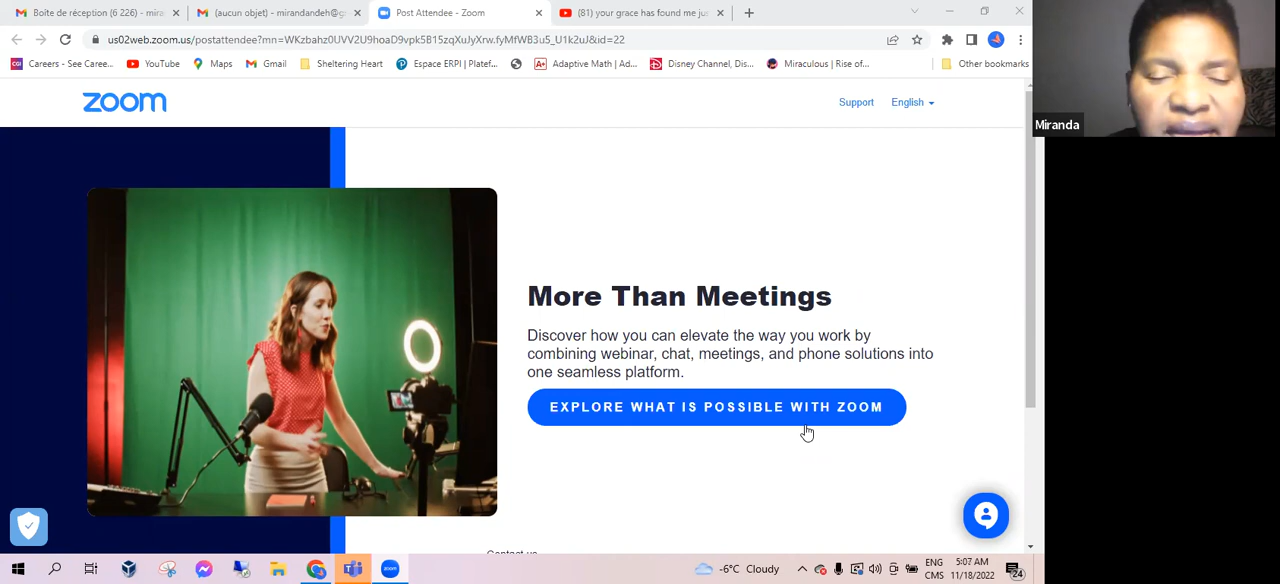 Boîte de réception (6 226) - mira
(aucun objet) - mirandandeh@g
Post Attendee - Zoom
(81) your grace has found me jus
us02web.zoom.us/postattendee?mn=WKzbahz0UVV2U9hoaD9vpk5B15zqXuJyXrw.fyMfWB3u5_U1k2uJ&id=22
Careers - See Caree...
YouTube
Maps
Gmail
Sheltering Heart
Espace ERPI | Platef...
Adaptive Math | Ad...
Disney Channel, Dis...
Miraculous | Rise of...
Other bookmarks
Miranda
zoom
Support
English
More Than Meetings
Discover how you can elevate the way you work by
combining webinar, chat, meetings, and phone solutions into
one seamless platform.
EXPLORE WHAT IS POSSIBLE WITH ZOOM
-6°C Cloudy
ENG
CMS
5:07 AM
11/18/2022
24